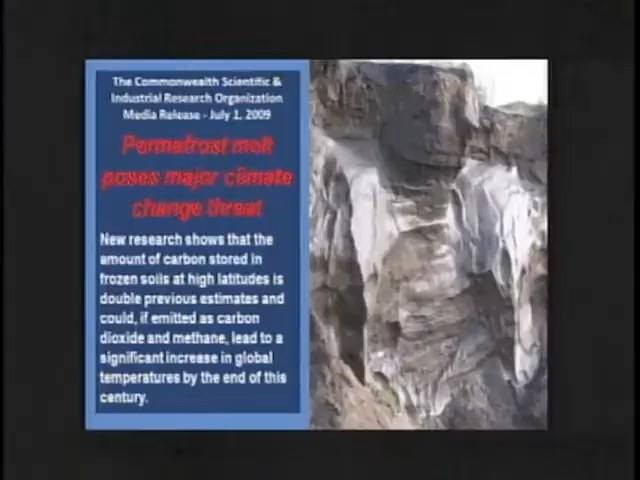 The Commonwealth Scientific &
Industrial Research Organization
Media Release - July 1, 2009
Permafrost melt
poses major climate
change threat
New research shows that the
amount of carbon stored in
frozen soils at high latitudes is
double previous estimates and
could, if emitted as carbon
dioxide and methane, lead to a
significant increase in global
temperatures by the end of this
century.